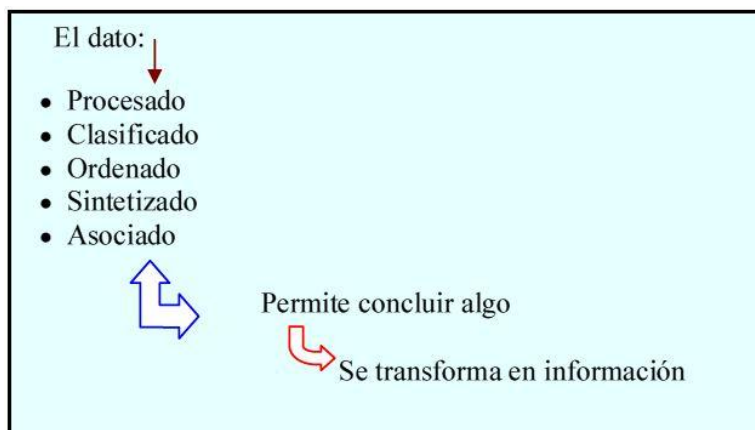 El dato:
• Procesado
• Clasificado
• Ordenado
• Sintetizado
• Asociado
Permite concluir algo
Se transforma en información